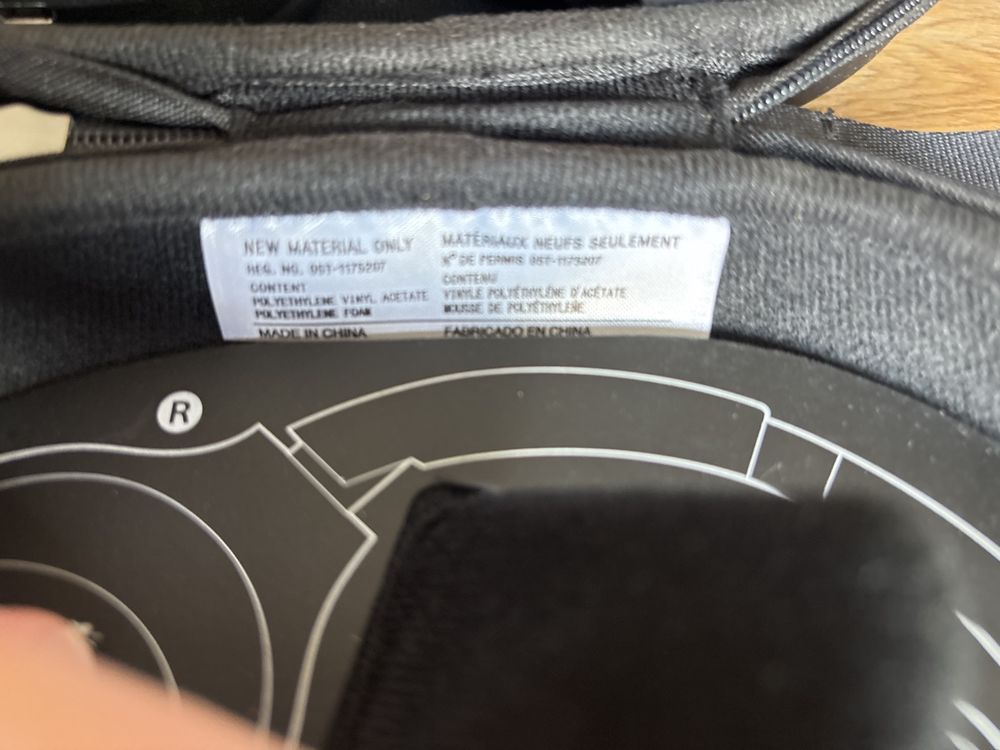 NEW MATERIAL ONLY
REG. NO. 05T-1175207
CONTENT
POLYETHYLENE VINYL ACETATE
POLYETHYLENE FOAM
MADE IN CHINA
MATÉRIAUX NEUFS SEULEMENT
N° DE PERMIS 05T-1175207
CONTENU
VINYLE POLYÉTHYLÈNE D'ACÉTATE
MOUSSE DE POLYÉTHYLÈNE
FABRICADO EN CHINA
R